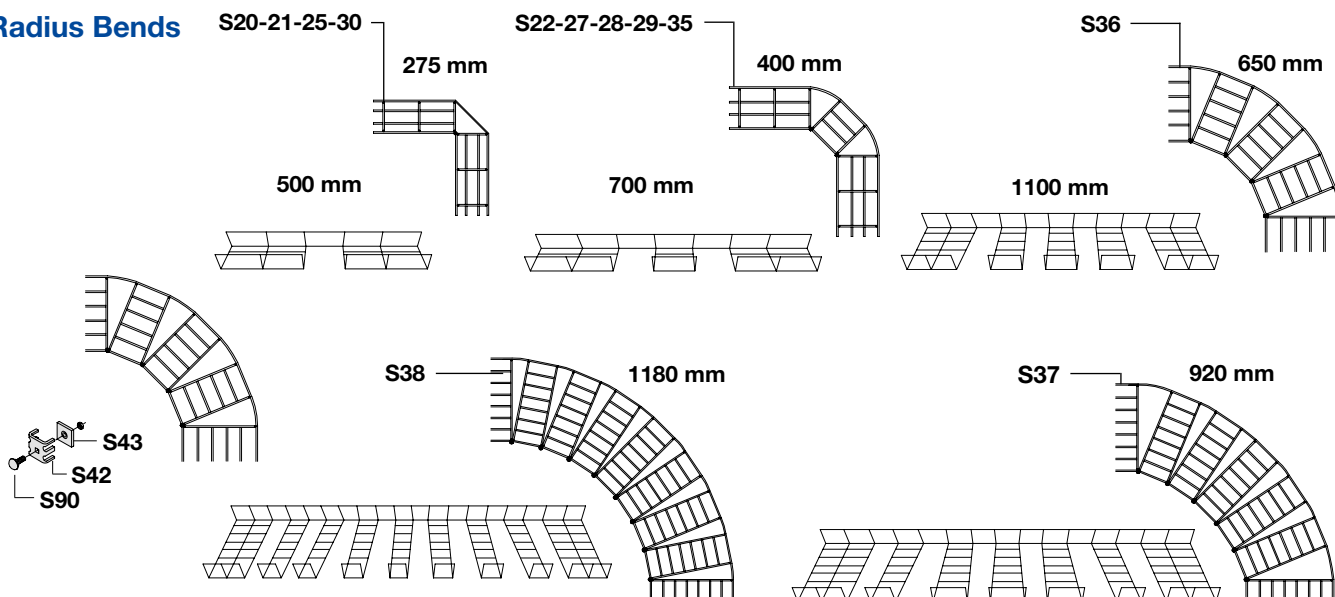 Radius Bends
S20-21-25-30
275 mm
500 mm
S22-27-28-29-35
400 mm
700 mm
S36
650 mm
1100 mm
S43
S42
S90
S38
1180 mm
S37
920 mm